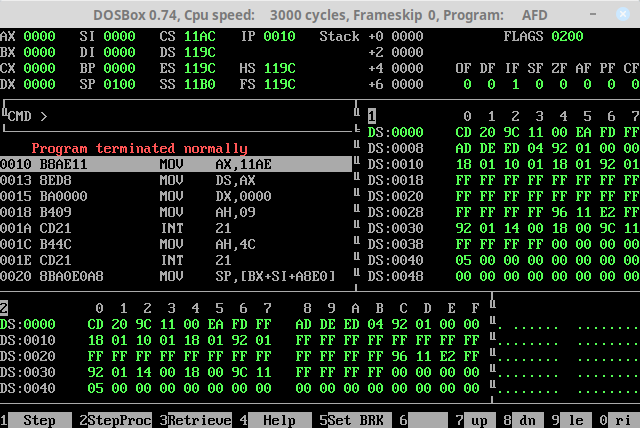 DOSBox 0.74, Cpu speed: 3000 cycles, Frameskip 0, Program: AFD
AX 0000 SI 0000 CS 11AC IP 0010 Stack +0 0000 FLAGS 0200
BX 0000 DI 0000 DS 119C +2 0000
CX 0000 BP 0000 ES 119C HS 119C +4 0000 OF DF IF SF ZF AF PF CF
DX 0000 SP 0100 SS 11B0 FS 119C +6 0000 0 0 1 0 0 0 0 0
CMD >
1 0 1 2 3 4 5 6 7
DS:0000 CD 20 9C 11 00 EA FD FF
DS:0008 AD DE ED 04 92 01 00 00
DS:0010 18 01 10 01 18 01 92 01
DS:0018 FF FF FF FF FF FF FF FF
DS:0020 FF FF FF FF FF FF FF FF
DS:0028 FF FF FF FF 96 11 E2 FF
DS:0030 92 01 14 00 18 00 9C 11
DS:0038 FF FF FF FF 00 00 00 00
DS:0040 05 00 00 00 00 00 00 00
DS:0048 00 00 00 00 00 00 00 00
Program terminated normally
0010 B8AE11 MOV AX,11AE
0013 8ED8 MOV DS,AX
0015 BA0000 MOV DX,0000
0018 B409 MOV AH,09
001A CD21 INT 21
001C B44C MOV AH,4C
001E CD21 INT 21
0020 8BA0E0A8 MOV SP,[BX+SI+A8E0]
2 0 1 2 3 4 5 6 7 8 9 A B C D E F
DS:0000 CD 20 9C 11 00 EA FD FF AD DE ED 04 92 01 00 00
DS:0010 18 01 10 01 18 01 92 01 FF FF FF FF FF FF FF FF
DS:0020 FF FF FF FF FF FF FF FF FF FF FF FF 96 11 E2 FF
DS:0030 92 01 14 00 18 00 9C 11 FF FF FF FF 00 00 00 00
DS:0040 05 00 00 00 00 00 00 00 00 00 00 00 00 00 00 00
1 Step 2 StepProc 3 Retrieve 4 Help 5 Set BRK 6 7 up 8 dn 9 le 0 ri